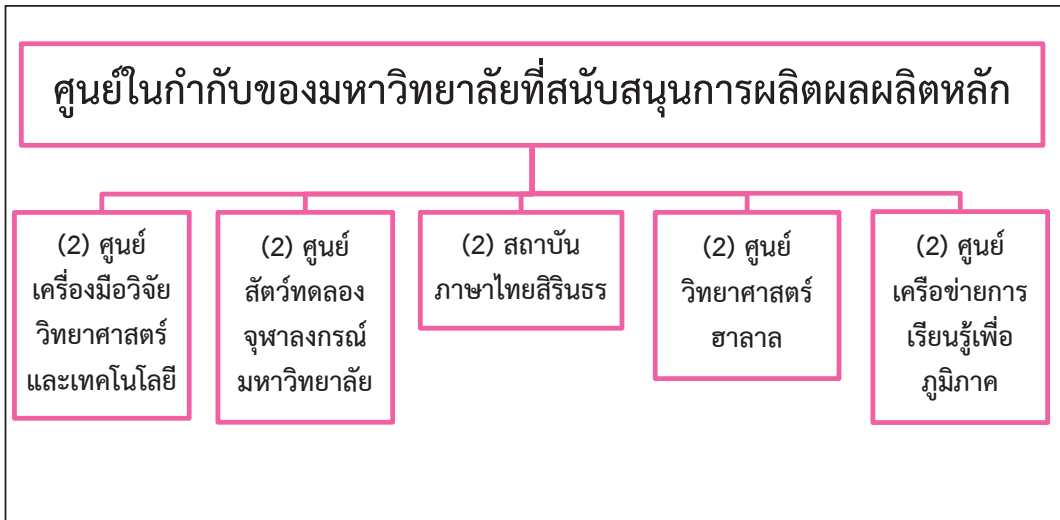 ศูนย์ในกำกับของมหาวิทยาลัยที่สนับสนุนการผลิตผลผลิตหลัก
(2) ศูนย์
เครื่องมือวิจัย
วิทยาศาสตร์
และเทคโนโลยี
(2) ศูนย์
สัตว์ทดลอง
จุฬาลงกรณ์
มหาวิทยาลัย
(2) สถาบัน
ภาษาไทยสิรินธร
(2) ศูนย์
วิทยาศาสตร์
ฮาลาล
(2) ศูนย์
เครือข่ายการ
เรียนรู้เพื่อ
ภูมิภาค